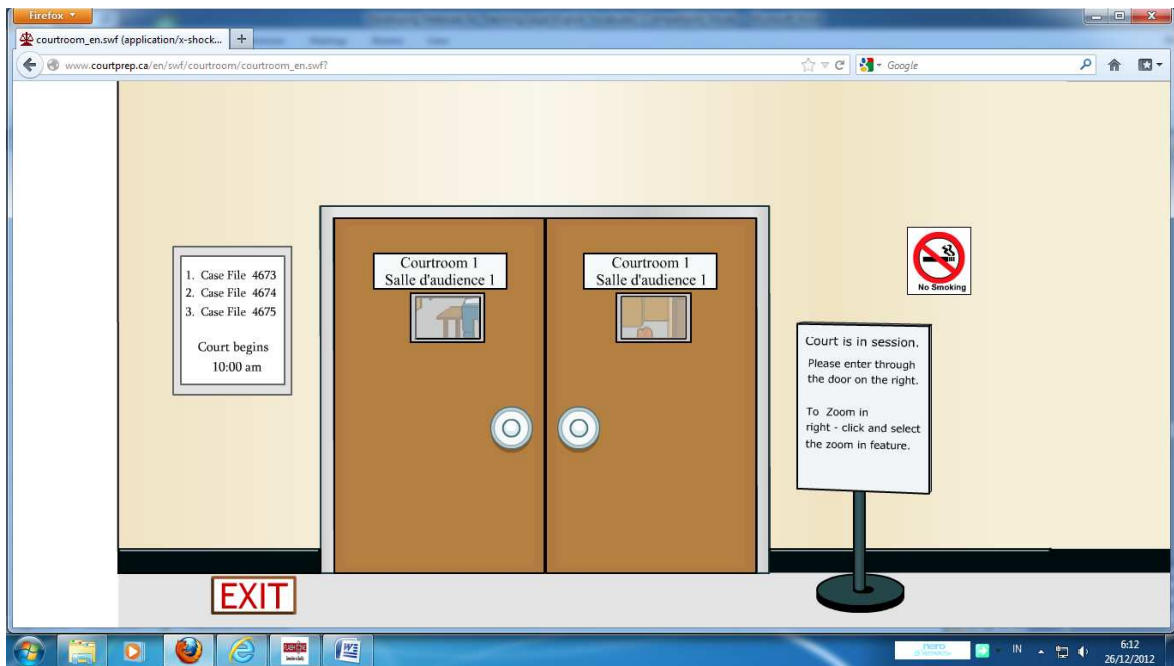 Firefox
courtroom_en.swf (application/x-shock...
www.courtprep.ca/en/swf/courtroom/courtroom_en.swf?
Google
1. Case File 4673
2. Case File 4674
3. Case File 4675
Court begins
10:00 am
Courtroom 1
Salle d'audience 1
Courtroom 1
Salle d'audience 1
No Smoking
Court is in session.
Please enter through
the door on the right.
To Zoom in
right - click and select
the zoom in feature.
EXIT
nero
IN
6:12
26/12/2012